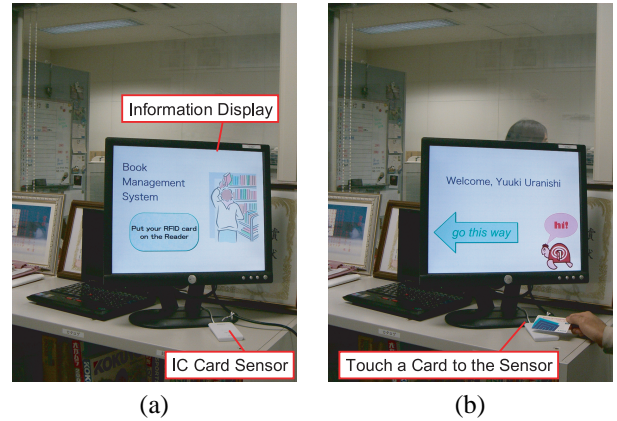 Information Display
Book
Management
System
Put your RFID card
on the Reader
IC Card Sensor
(a)
Welcome, Yuuki Uranishi
go this way
Touch a Card to the Sensor
(b)